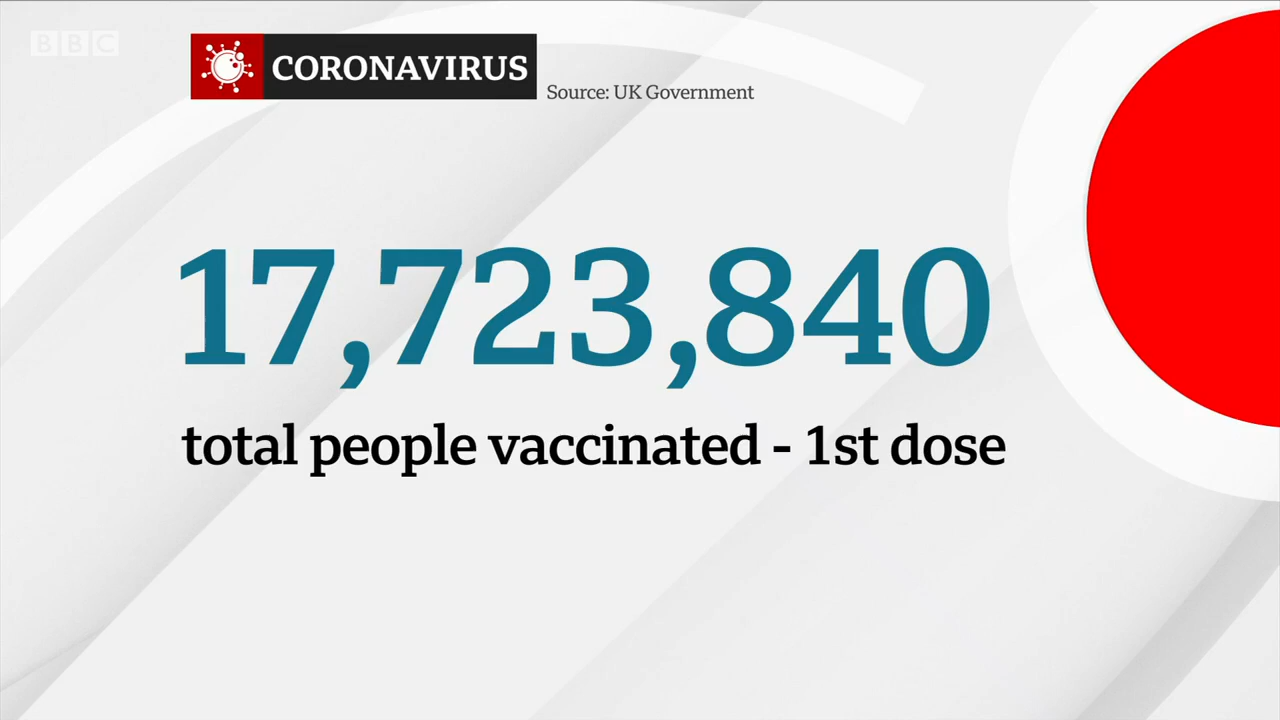 BBC
CORONAVIRUS
Source: UK Government
17,723,840
total people vaccinated - 1st dose